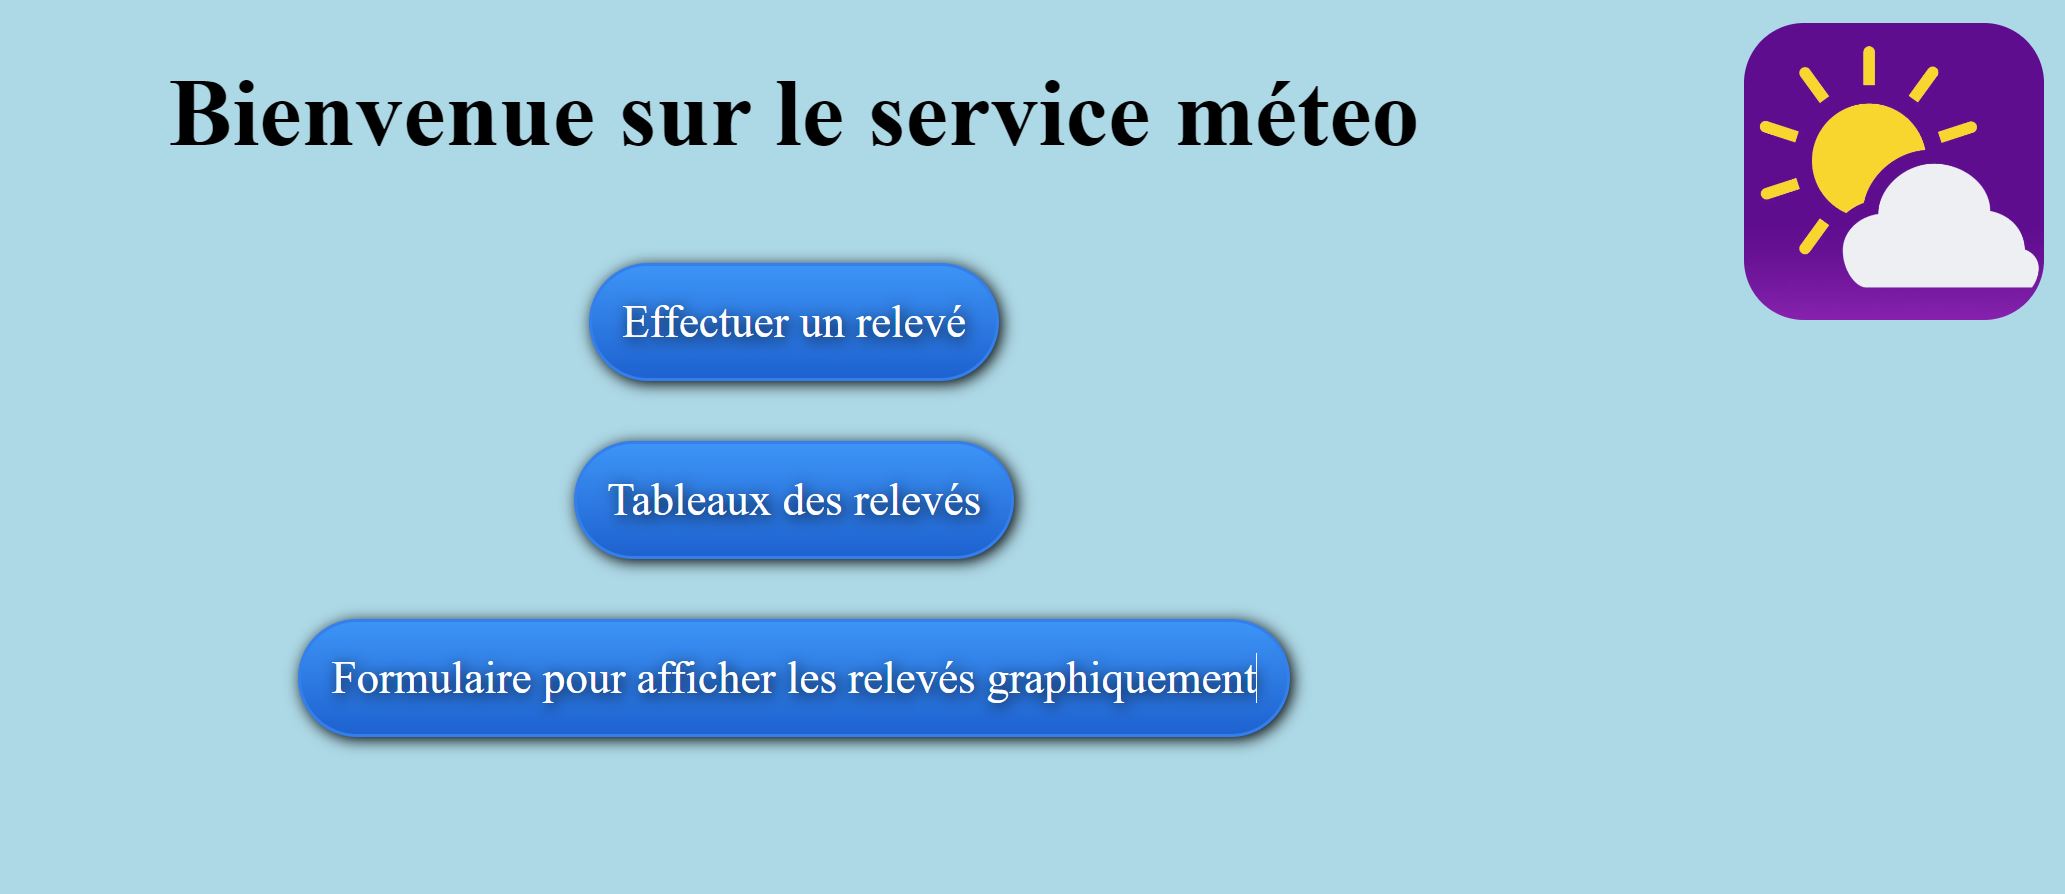 Bienvenue sur le service méteo
Effectuer un relevé
Tableaux des relevés
Formulaire pour afficher les relevés graphiquement